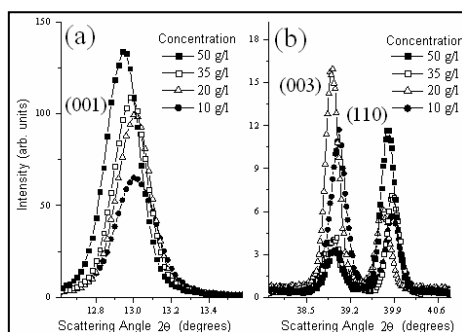 (a)
Concentration
50 g/l
35 g/l
20 g/l
10 g/l
(001)
150
100
50
0
12.8 13.0 13.2 13.4
Scattering Angle 2θ (degrees)
Intensity (arb. units)
(b)
Concentration
50 g/l
35 g/l
20 g/l
10 g/l
(003)
(110)
18
15
12
9
6
3
0
38.5 39.2 39.9 40.6
Scattering Angle 2θ (degrees)